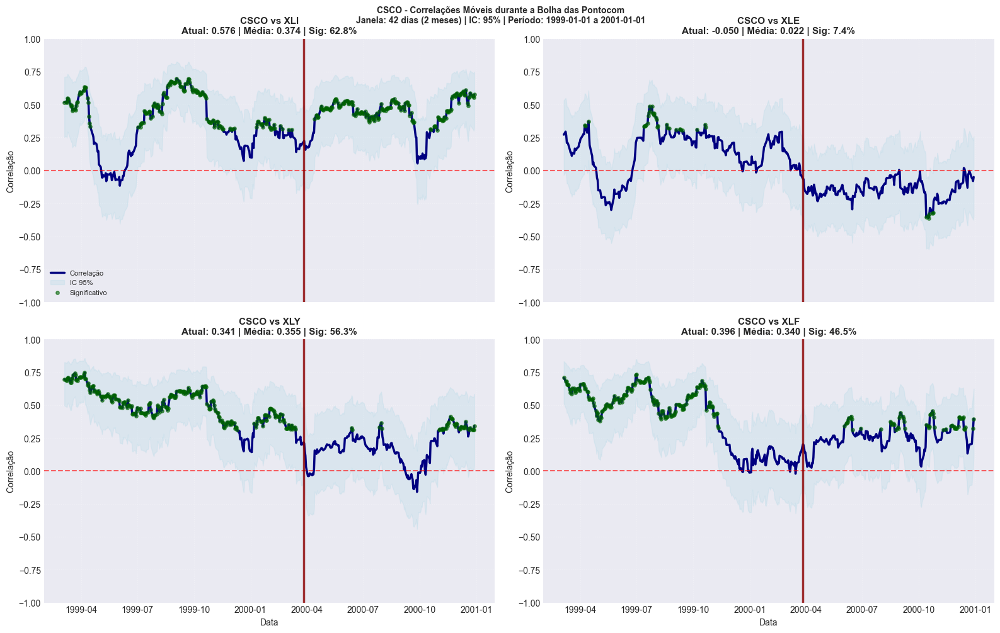 CSCO - Correlações Móveis durante a Bolha das Pontocom
Janela: 42 dias (2 meses) | IC: 95% | Período: 1999-01-01 a 2001-01-01
CSCO vs XLI
Atual: 0.576 | Média: 0.374 | Sig: 62.8%
1.00
0.75
0.50
0.25
0.00
−0.25
−0.50
−0.75
−1.00
Correlação
Correlação
IC 95%
Significativo
CSCO vs XLE
Atual: -0.050 | Média: 0.022 | Sig: 7.4%
1.00
0.75
0.50
0.25
0.00
−0.25
−0.50
−0.75
−1.00
Correlação
CSCO vs XLY
Atual: 0.341 | Média: 0.355 | Sig: 56.3%
1.00
0.75
0.50
0.25
0.00
−0.25
−0.50
−0.75
−1.00
Correlação
1999-04 1999-07 1999-10 2000-01 2000-04 2000-07 2000-10 2001-01
Data
CSCO vs XLF
Atual: 0.396 | Média: 0.340 | Sig: 46.5%
1.00
0.75
0.50
0.25
0.00
−0.25
−0.50
−0.75
−1.00
Correlação
1999-04 1999-07 1999-10 2000-01 2000-04 2000-07 2000-10 2001-01
Data